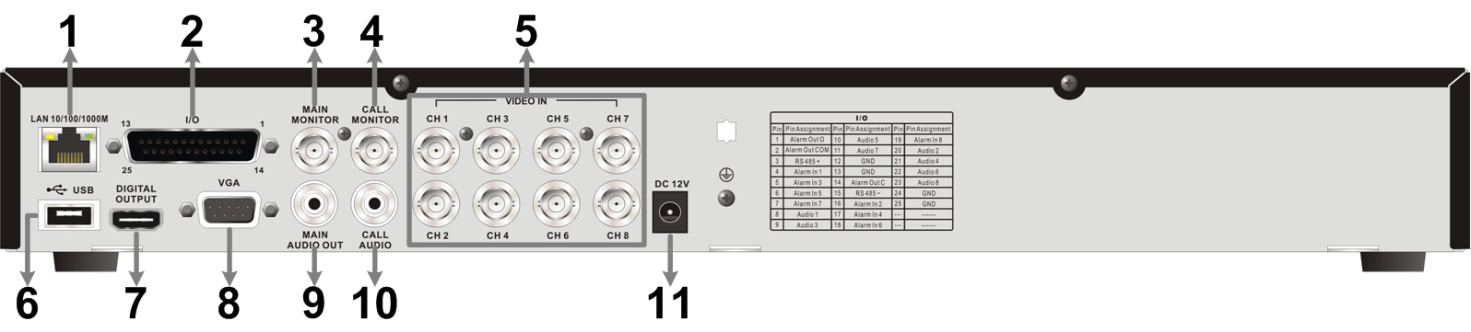 1 2 3 4 5
LAN 10/100/1000M
13 I/O 1
25 14
MAIN MONITOR
CALL MONITOR
VIDEO IN
CH 1 CH 3 CH 5 CH 7
CH 2 CH 4 CH 6 CH 8
USB
DIGITAL OUTPUT
VGA
MAIN AUDIO OUT
CALL AUDIO
DC 12V
I/O
Pin Pin Assignment Pin Pin Assignment Pin Pin Assignment
1 Alarm Out O 10 Audio 5 19 Alarm In 8
2 Alarm Out COM 11 Audio 7 20 Audio 2
3 RS485+ 12 GND 21 Audio 4
4 Alarm In 1 13 GND 22 Audio 6
5 Alarm In 3 14 Alarm Out C 23 Audio 8
6 Alarm In 5 15 RS485- 24 GND
7 Alarm In 7 16 Alarm In 2 25 GND
8 Audio 1 17 Alarm In 4 --- ------
9 Audio 3 18 Alarm In 6 --- ------
6 7 8 9 10 11